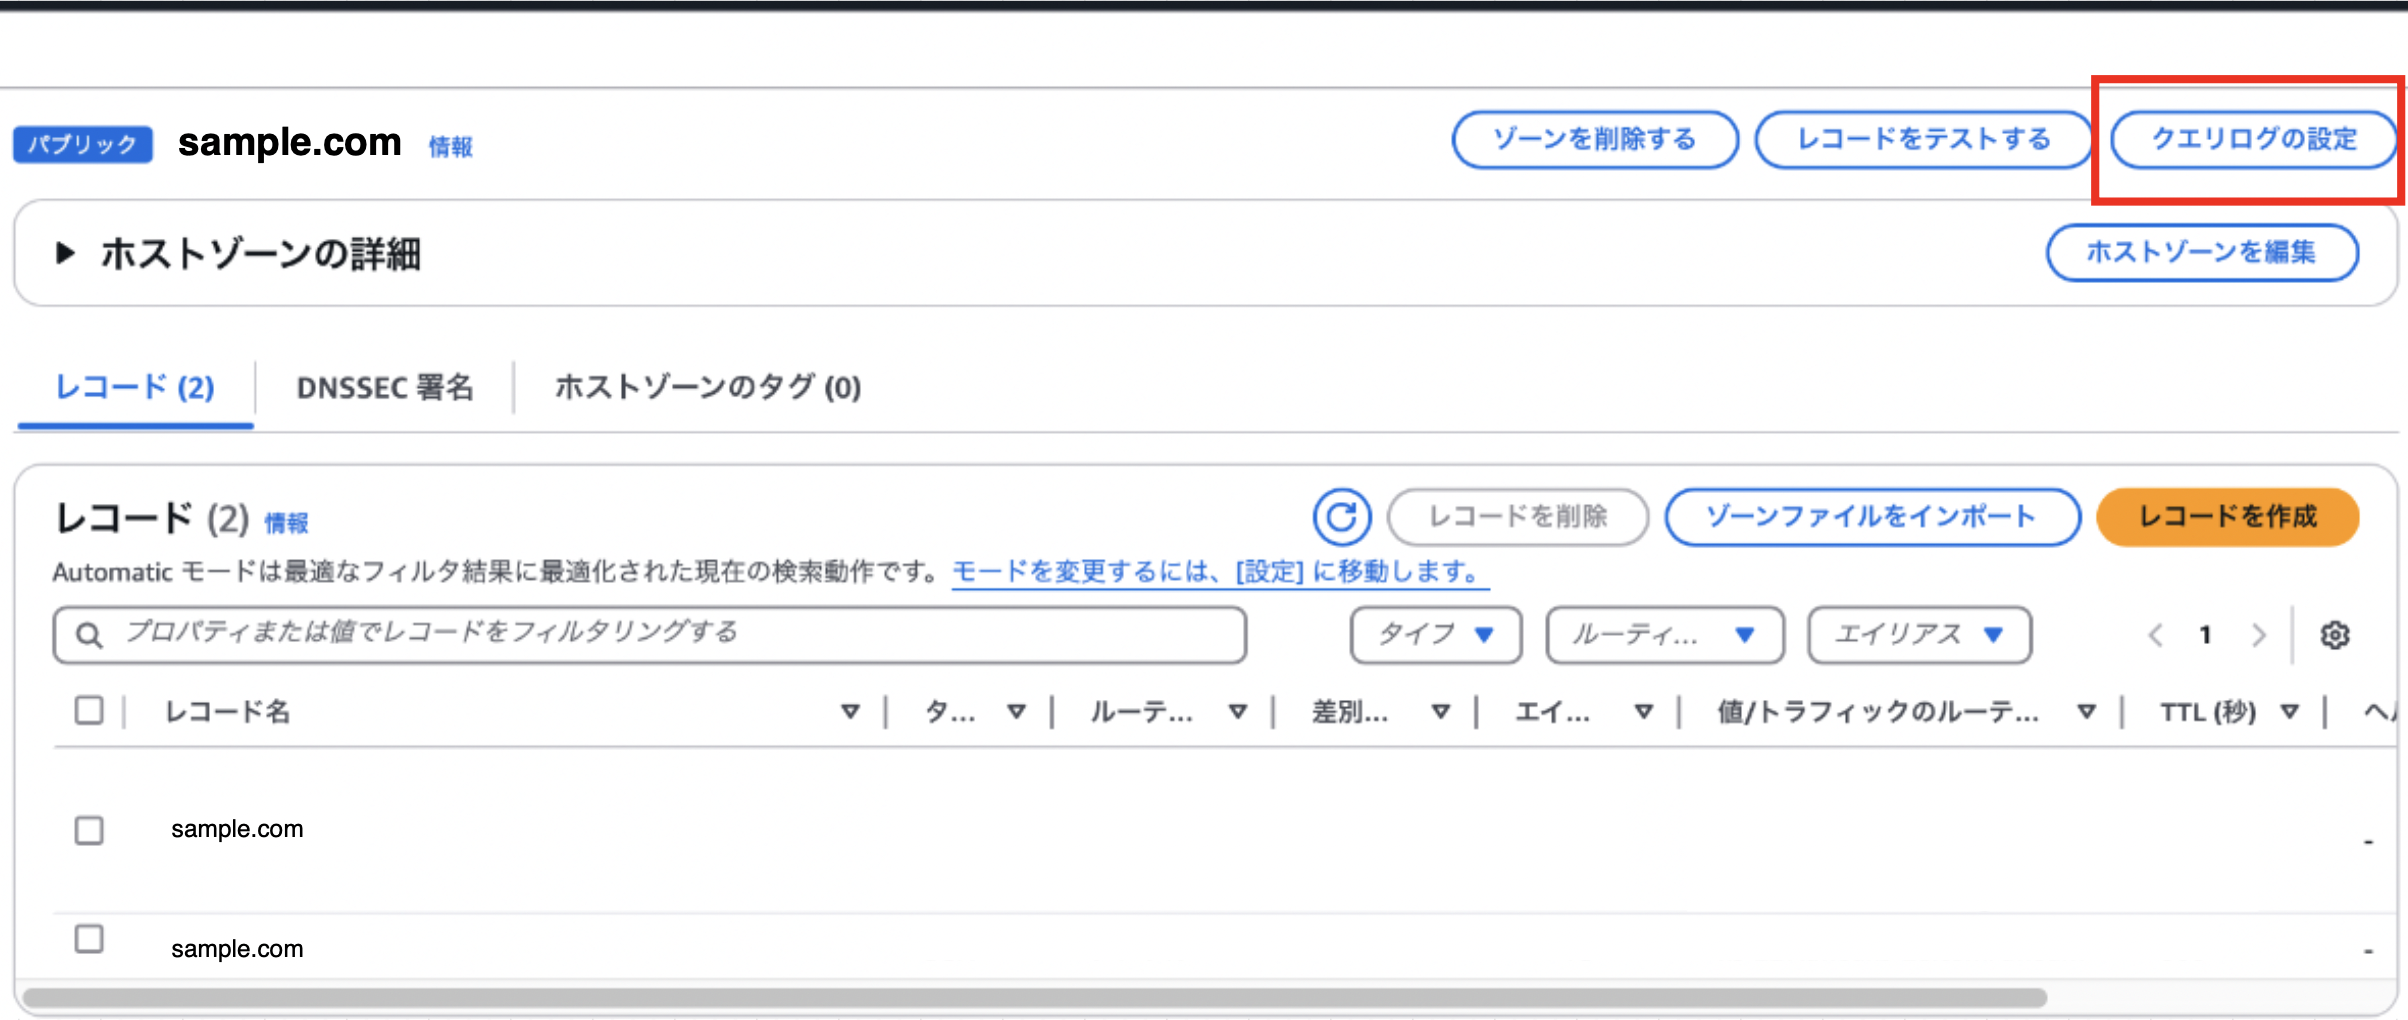 パブリック sample.com 情報 ゾーンを削除する レコードをテストする クエリログの設定
ホストゾーンの詳細 ホストゾーンを編集
レコード (2) DNSSEC 署名 ホストゾーンのタグ (0)
レコード (2) 情報 レコードを削除 ゾーンファイルをインポート レコードを作成
Automatic モードは最適なフィルタ結果に最適化された現在の検索動作です。モードを変更するには、[設定] に移動します。
プロパティまたは値でレコードをフィルタリングする タイプ ルーティ... エイリアス 1
レコード名 タ... ルーテ... 差別... エイ... 値/トラフィックのルーテ... TTL (秒)
sample.com -
sample.com -